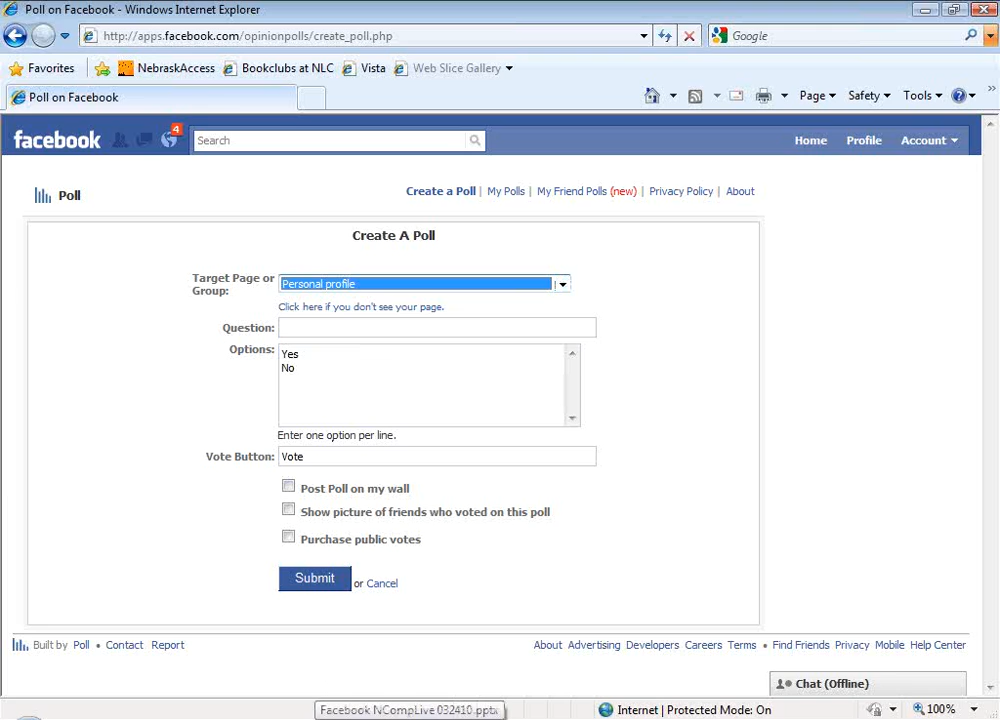 Poll on Facebook - Windows Internet Explorer
http://apps.facebook.com/opinionpolls/create_poll.php
Google
Favorites
NebraskAccess
Bookclubs at NLC
Vista
Web Slice Gallery
Poll on Facebook
Page
Safety
Tools
facebook
4
Search
Home
Profile
Account
Poll
Create a Poll | My Polls | My Friend Polls (new) | Privacy Policy | About
Create A Poll
Target Page or
Group:
Personal profile
Click here if you don't see your page.
Question:
Options:
Yes
No
Enter one option per line.
Vote Button:
Vote
Post Poll on my wall
Show picture of friends who voted on this poll
Purchase public votes
Submit or Cancel
Built by Poll • Contact Report
About Advertising Developers Careers Terms • Find Friends Privacy Mobile Help Center
Chat (Offline)
Facebook NCompLive 032410.pptx
Internet | Protected Mode: On
100%